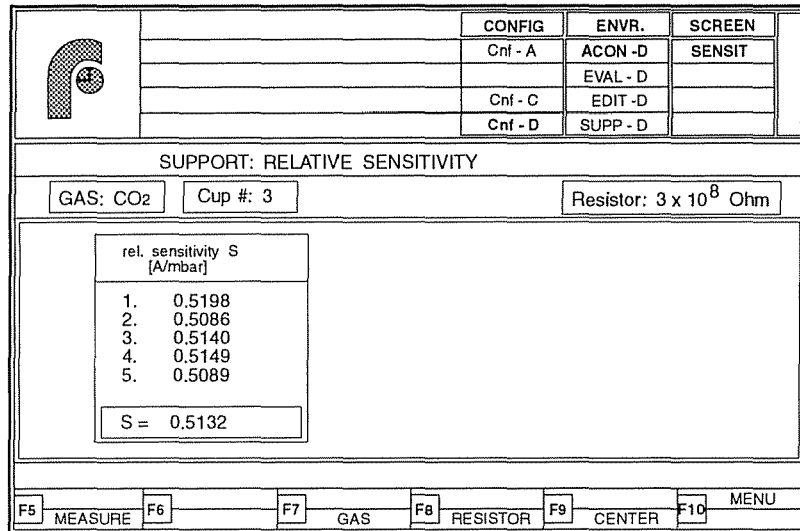 CONFIG ENVR. SCREEN
Cnf - A ACON -D SENSIT
EVAL - D
Cnf - C EDIT -D
Cnf - D SUPP - D
SUPPORT: RELATIVE SENSITIVITY
GAS: CO2 Cup #: 3 Resistor: 3 x 10^8 Ohm
rel. sensitivity S
[A/mbar]
1. 0.5198
2. 0.5086
3. 0.5140
4. 0.5149
5. 0.5089
S = 0.5132
F5 MEASURE F6 F7 GAS F8 RESISTOR F9 CENTER F10 MENU